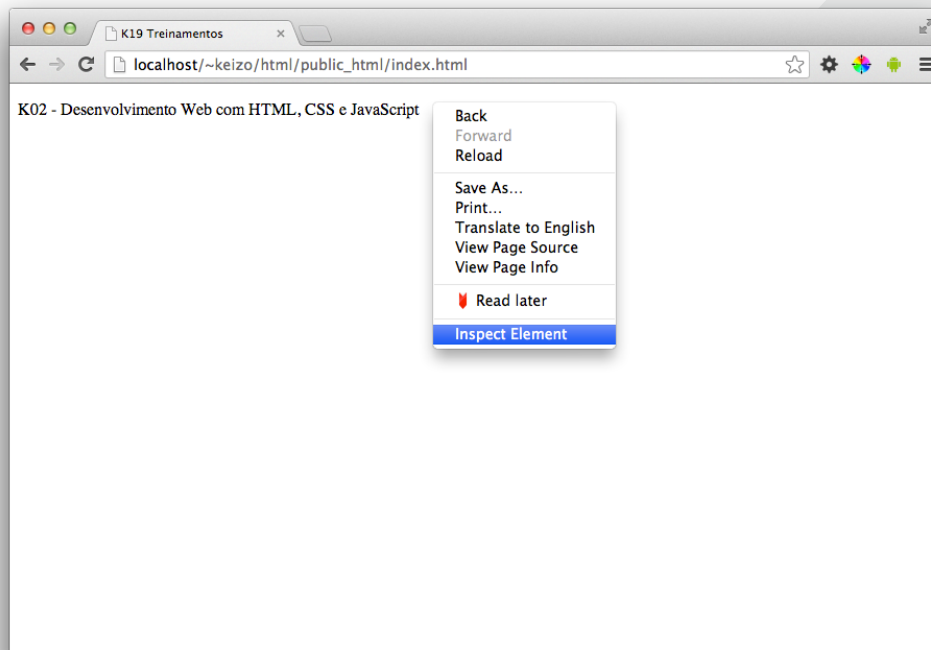 K19 Treinamentos
localhost/~keizo/html/public_html/index.html
K02 - Desenvolvimento Web com HTML, CSS e JavaScript
Back
Forward
Reload
Save As...
Print...
Translate to English
View Page Source
View Page Info
Read later
Inspect Element